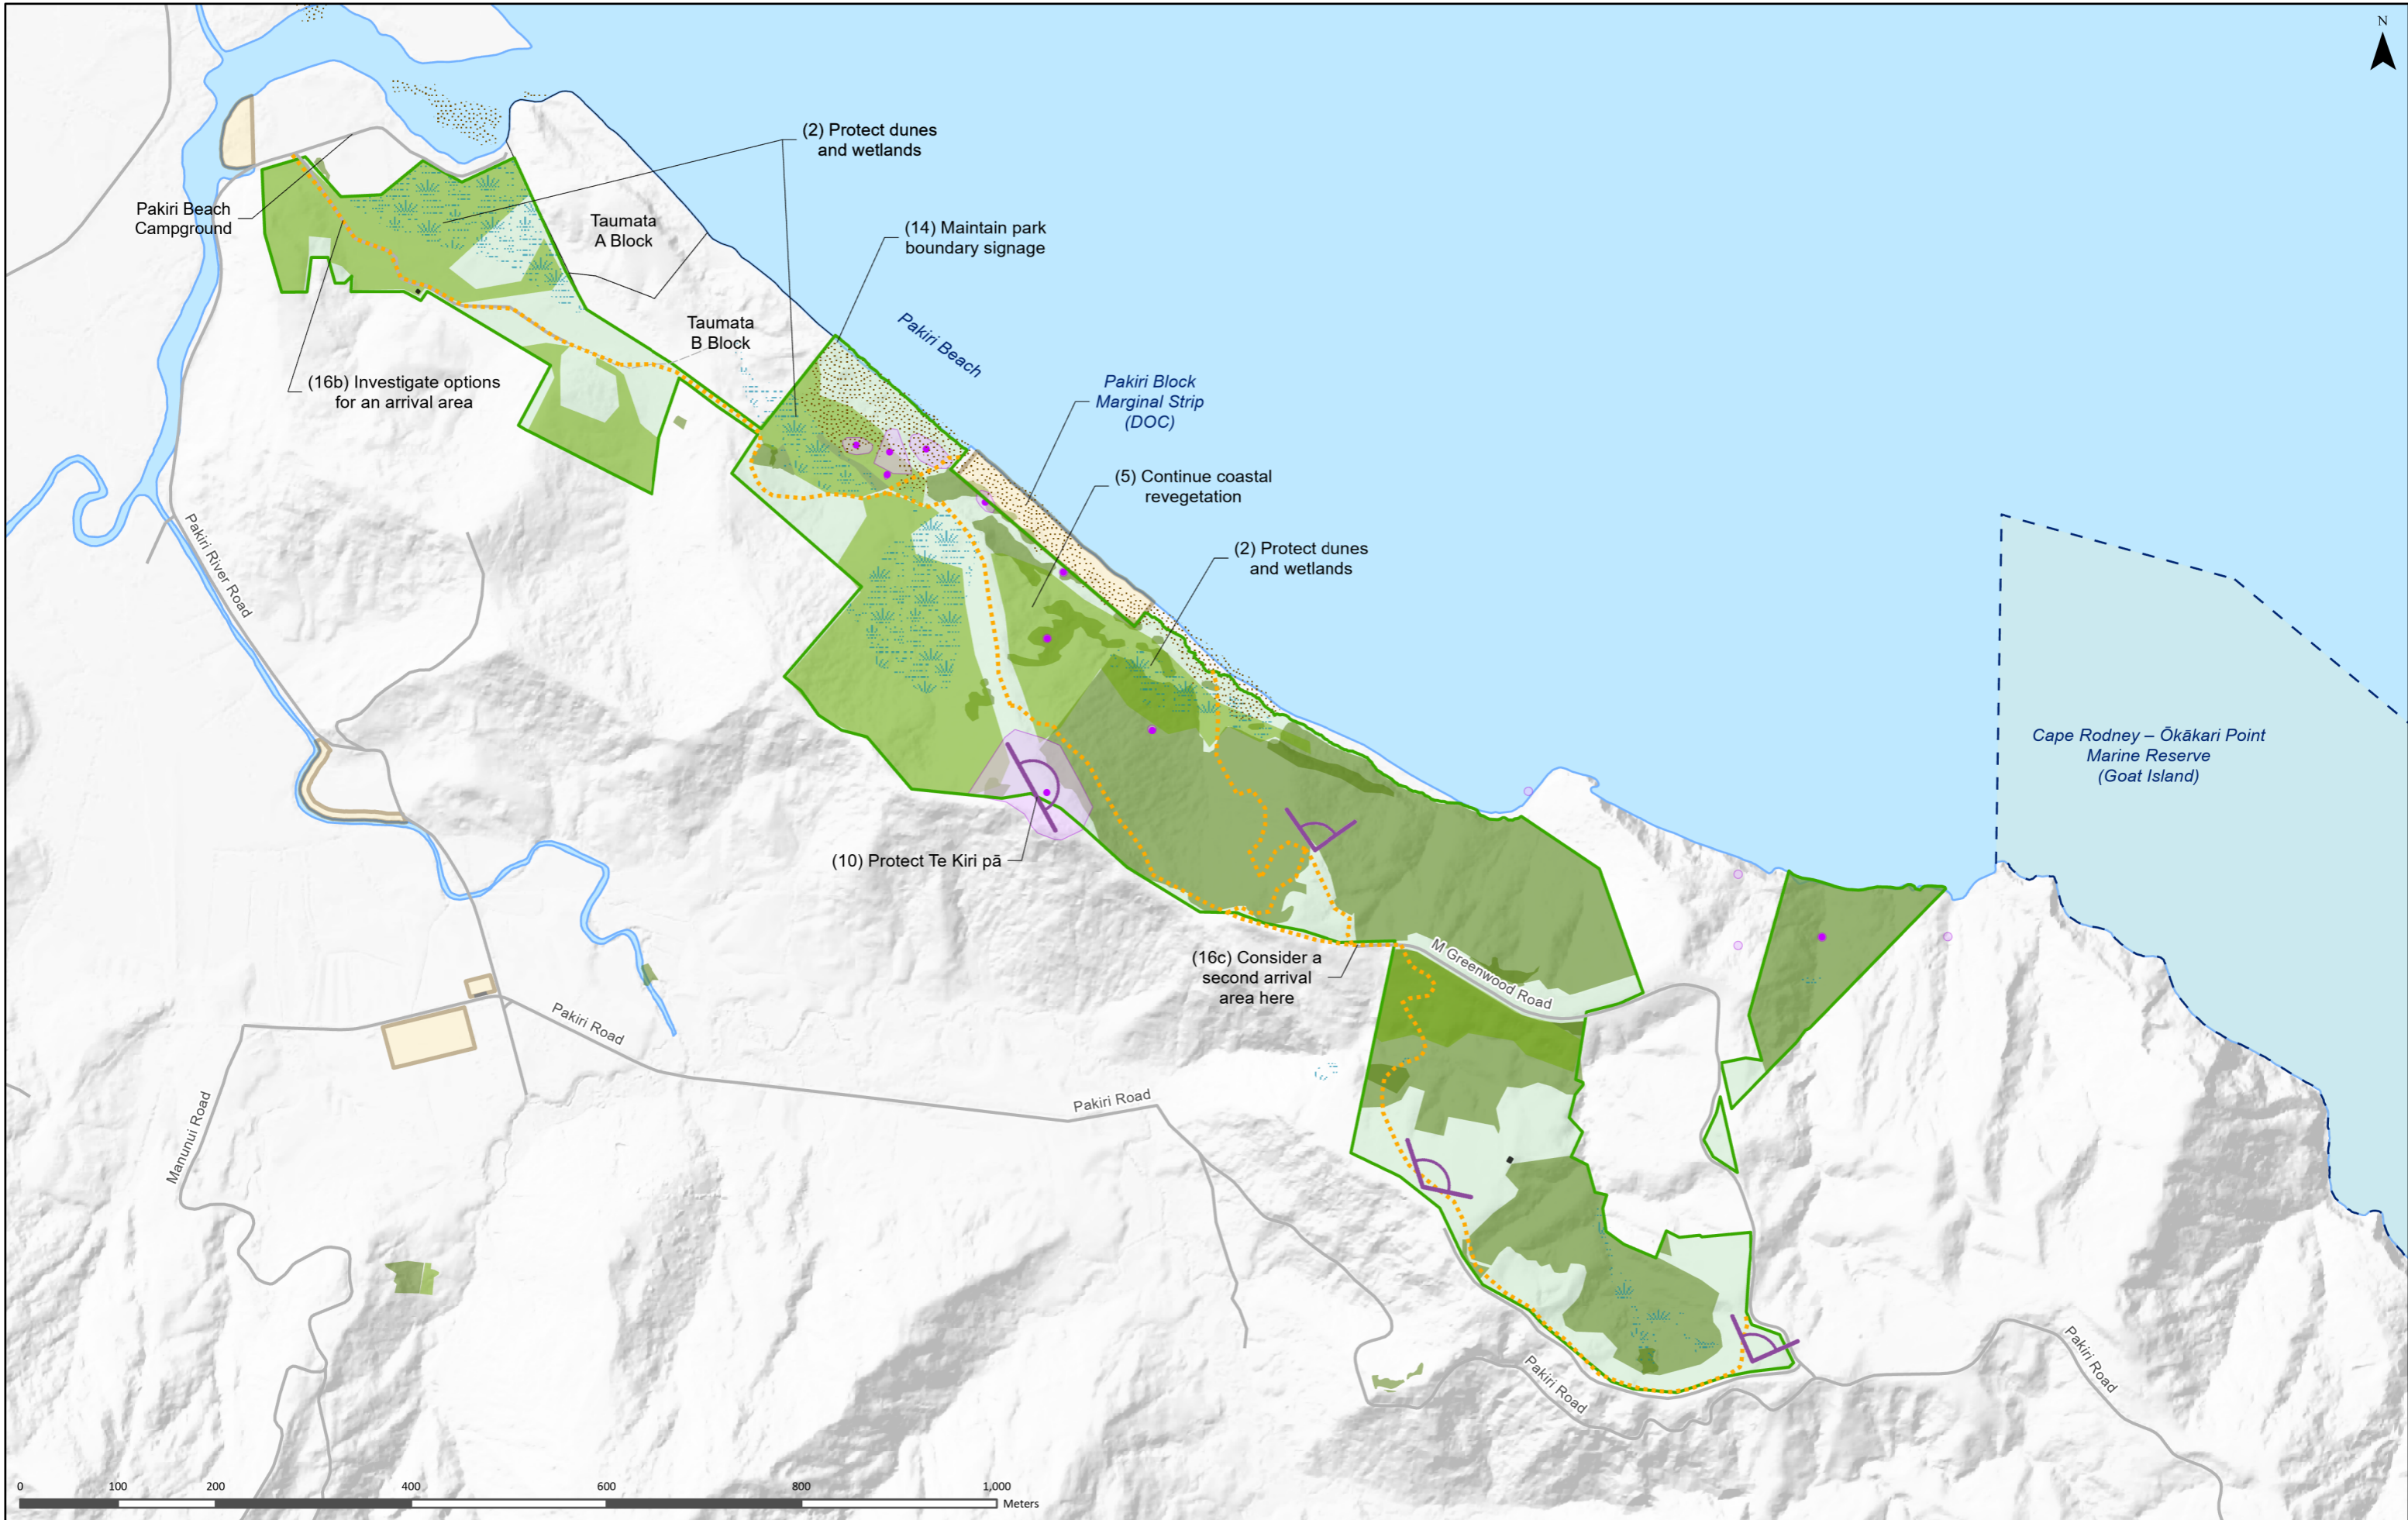 N
(2) Protect dunes
and wetlands
Pakiri Beach
Campground
Taumata
A Block
(14) Maintain park
boundary signage
Taumata
B Block
Pakiri Beach
(16b) Investigate options
for an arrival area
Pakiri Block
Marginal Strip
(DOC)
(5) Continue coastal
revegetation
Pakiri River Road
(2) Protect dunes
and wetlands
Cape Rodney – Ōkākari Point
Marine Reserve
(Goat Island)
(10) Protect Te Kiri pā
(16c) Consider a
second arrival
area here
M Greenwood Road
Pakiri Road
Pakiri Road
Manunui Road
Pakiri Road
Pakiri Road
0 100 200 400 600 800 1,000
Meters